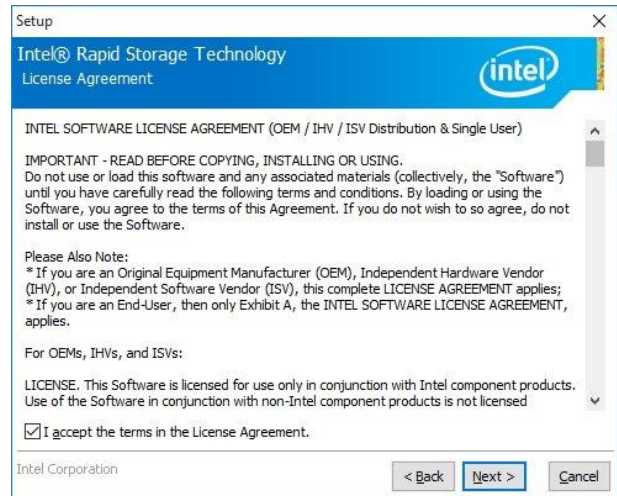 Setup
Intel® Rapid Storage Technology
License Agreement
intel
INTEL SOFTWARE LICENSE AGREEMENT (OEM / IHV / ISV Distribution & Single User)
IMPORTANT - READ BEFORE COPYING, INSTALLING OR USING.
Do not use or load this software and any associated materials (collectively, the "Software")
until you have carefully read the following terms and conditions. By loading or using the
Software, you agree to the terms of this Agreement. If you do not wish to so agree, do not
install or use the Software.
Please Also Note:
* If you are an Original Equipment Manufacturer (OEM), Independent Hardware Vendor
(IHV), or Independent Software Vendor (ISV), this complete LICENSE AGREEMENT applies;
* If you are an End-User, then only Exhibit A, the INTEL SOFTWARE LICENSE AGREEMENT,
applies.
For OEMs, IHVs, and ISVs:
LICENSE. This Software is licensed for use only in conjunction with Intel component products.
Use of the Software in conjunction with non-Intel component products is not licensed
I accept the terms in the License Agreement.
Intel Corporation
< Back Next > Cancel